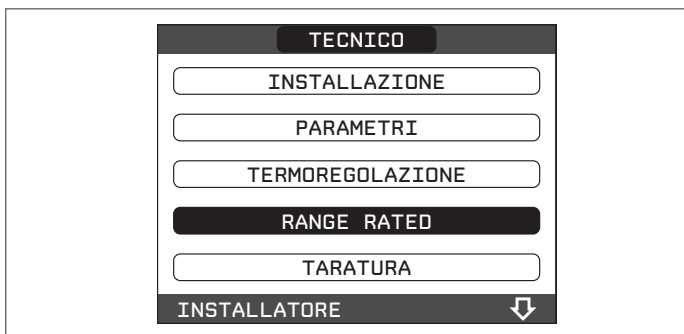 TECNICO
INSTALLAZIONE
PARAMETRI
TERMOREGOLAZIONE
RANGE RATED
TARATURA
INSTALLATORE